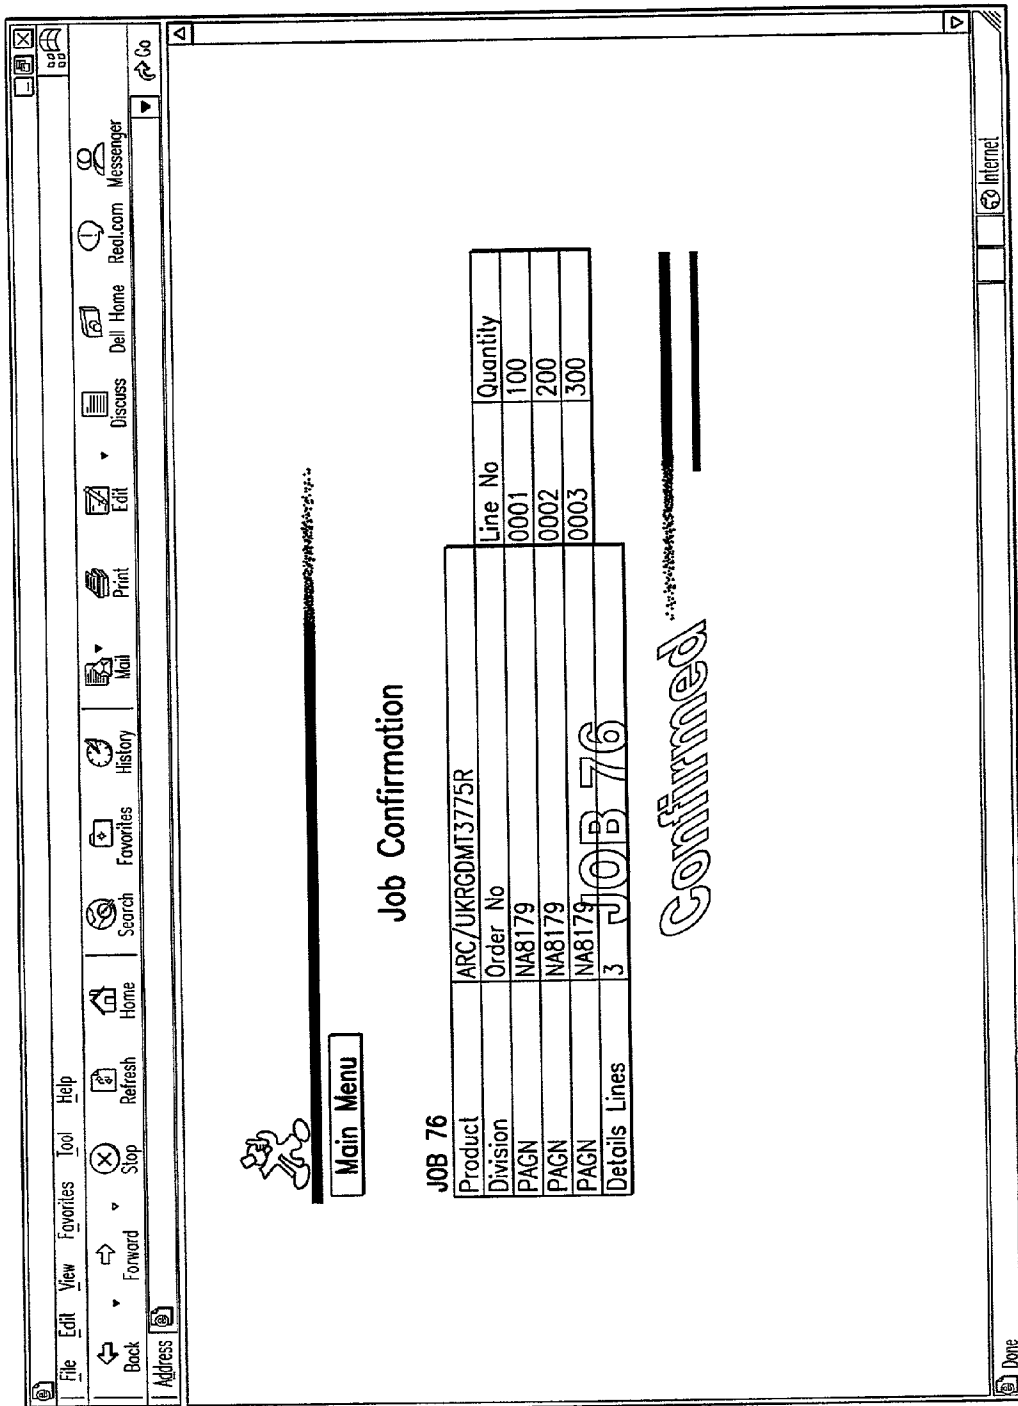 File Edit View Favorites Tool Help
Back Forward Stop Refresh Home Search Favorites History Mail Print Edit Discuss Dell Home Real.com Messenger
Address Go
Main Menu
Job Confirmation
JOB 76
Product ARC/UKRGDMT3775R
Division Order No Line No Quantity
PAGN NA8179 0001 100
PAGN NA8179 0002 200
PAGN NA8179 0003 300
Details Lines 3
JOB 76
Confirmed
Done Internet